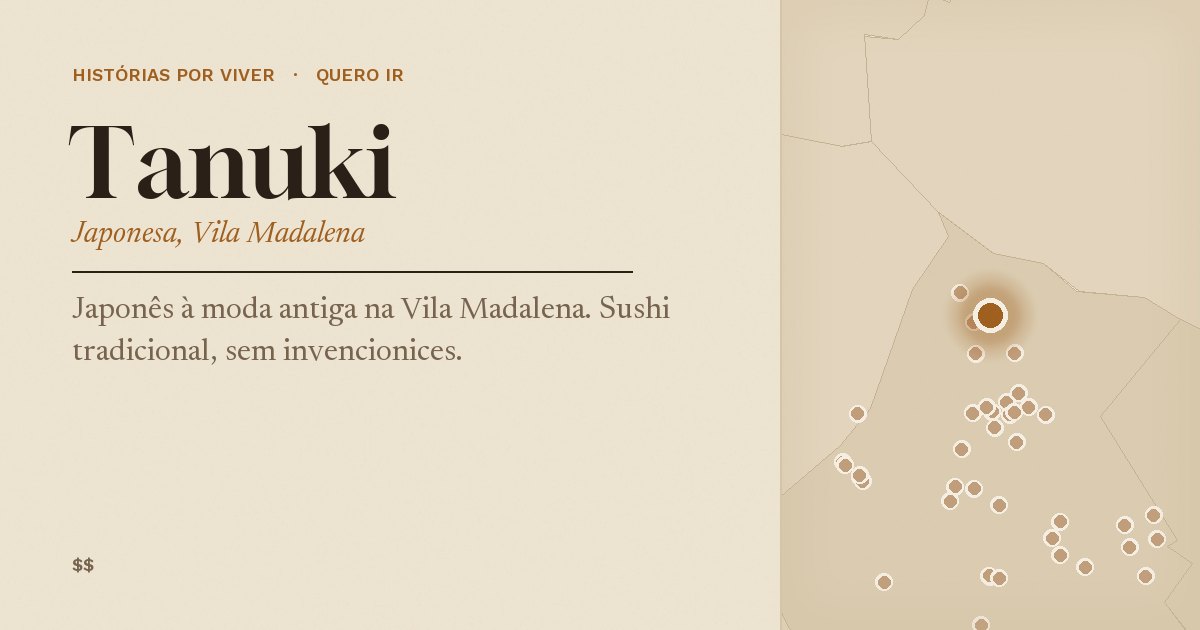 HISTÓRIAS POR VIVER · QUERO IR
Tanuki
Japonesa, Vila Madalena
Japonês à moda antiga na Vila Madalena. Sushi
tradicional, sem invencionices.
$$